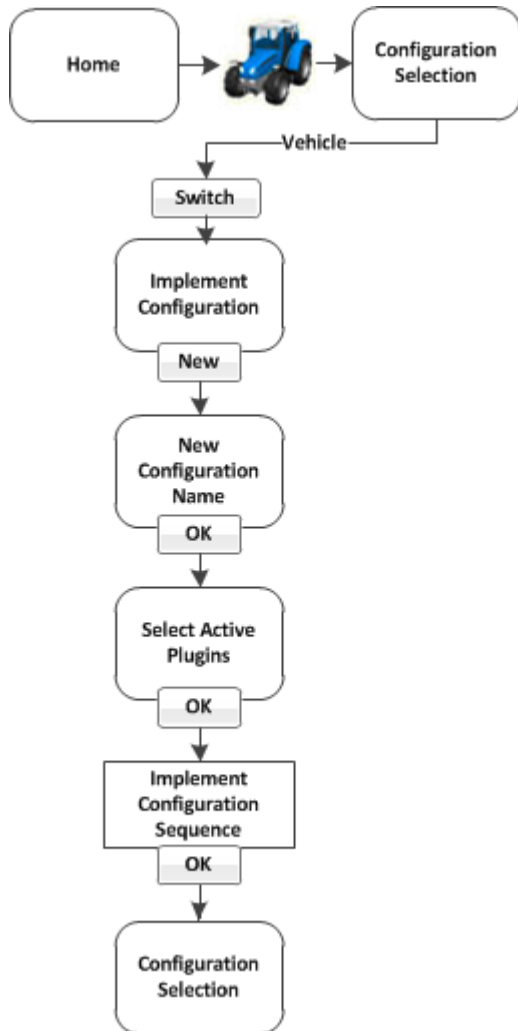 Home
Configuration
Selection
Vehicle
Switch
Implement
Configuration
New
New
Configuration
Name
OK
Select Active
Plugins
OK
Implement
Configuration
Sequence
OK
Configuration
Selection